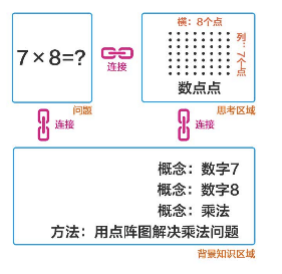 7×8=?
横：8个点
列：7个点
数点点
连接
问题
思考区域
连接
连接
概念：数字7
概念：数字8
概念：乘法
方法：用点阵图解决乘法问题
背景知识区域